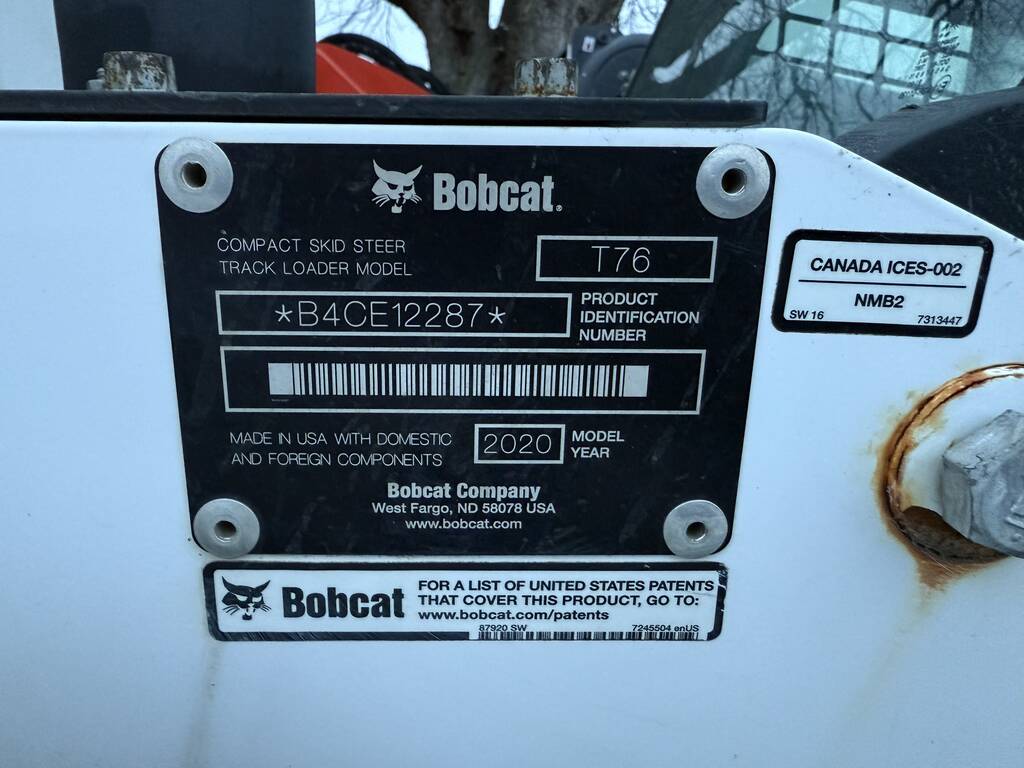 Bobcat.
COMPACT SKID STEER
TRACK LOADER MODEL
T76
*B4CE12287*
PRODUCT
IDENTIFICATION
NUMBER
MADE IN USA WITH DOMESTIC
AND FOREIGN COMPONENTS
2020
MODEL
YEAR
Bobcat Company
West Fargo, ND 58078 USA
www.bobcat.com
CANADA ICES-002
NMB2
SW 16 7313447
Bobcat
FOR A LIST OF UNITED STATES PATENTS
THAT COVER THIS PRODUCT, GO TO:
www.bobcat.com/patents
87920 SW 7245504 enUS